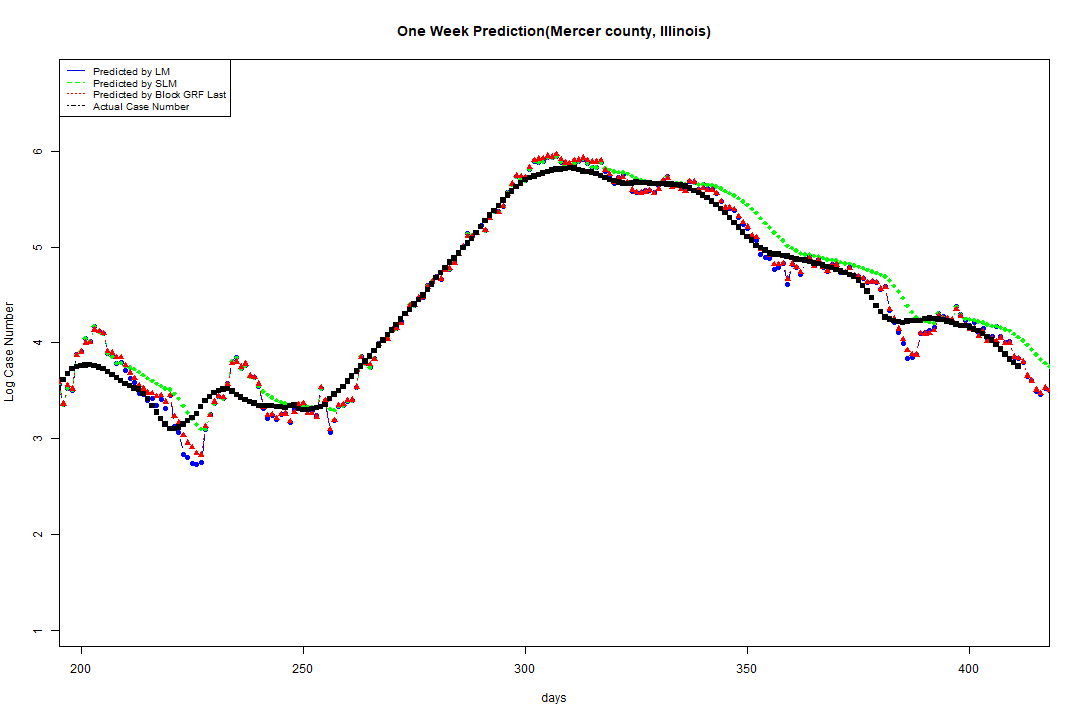 One Week Prediction(Mercer county, Illinois)
Predicted by LM
Predicted by SLM
Predicted by Block GRF Last
Actual Case Number
6
5
4
3
2
1
Log Case Number
200 250 300 350 400
days